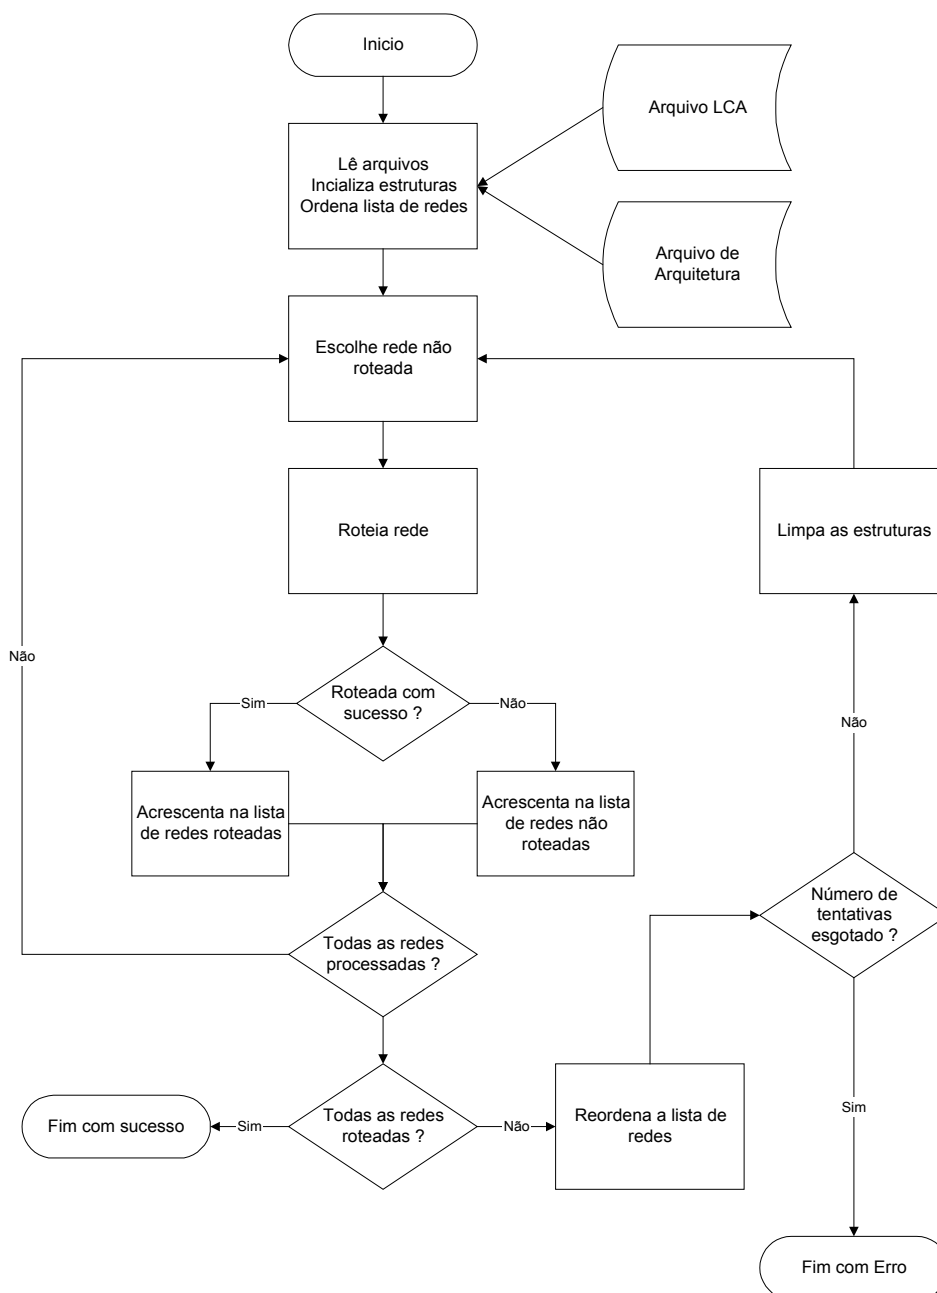 Inicio
Arquivo LCA
Lê arquivos
Incializa estruturas
Ordena lista de redes
Arquivo de
Arquitetura
Escolhe rede não
roteada
Roteia rede
Limpa as estruturas
Não
Roteada com
sucesso ?
Sim
Não
Não
Acrescenta na lista
de redes roteadas
Acrescenta na lista
de redes não
roteadas
Número de
tentativas
esgotado ?
Todas as redes
processadas ?
Todas as redes
roteadas ?
Sim
Não
Fim com sucesso
Reordena a lista de
redes
Sim
Fim com Erro